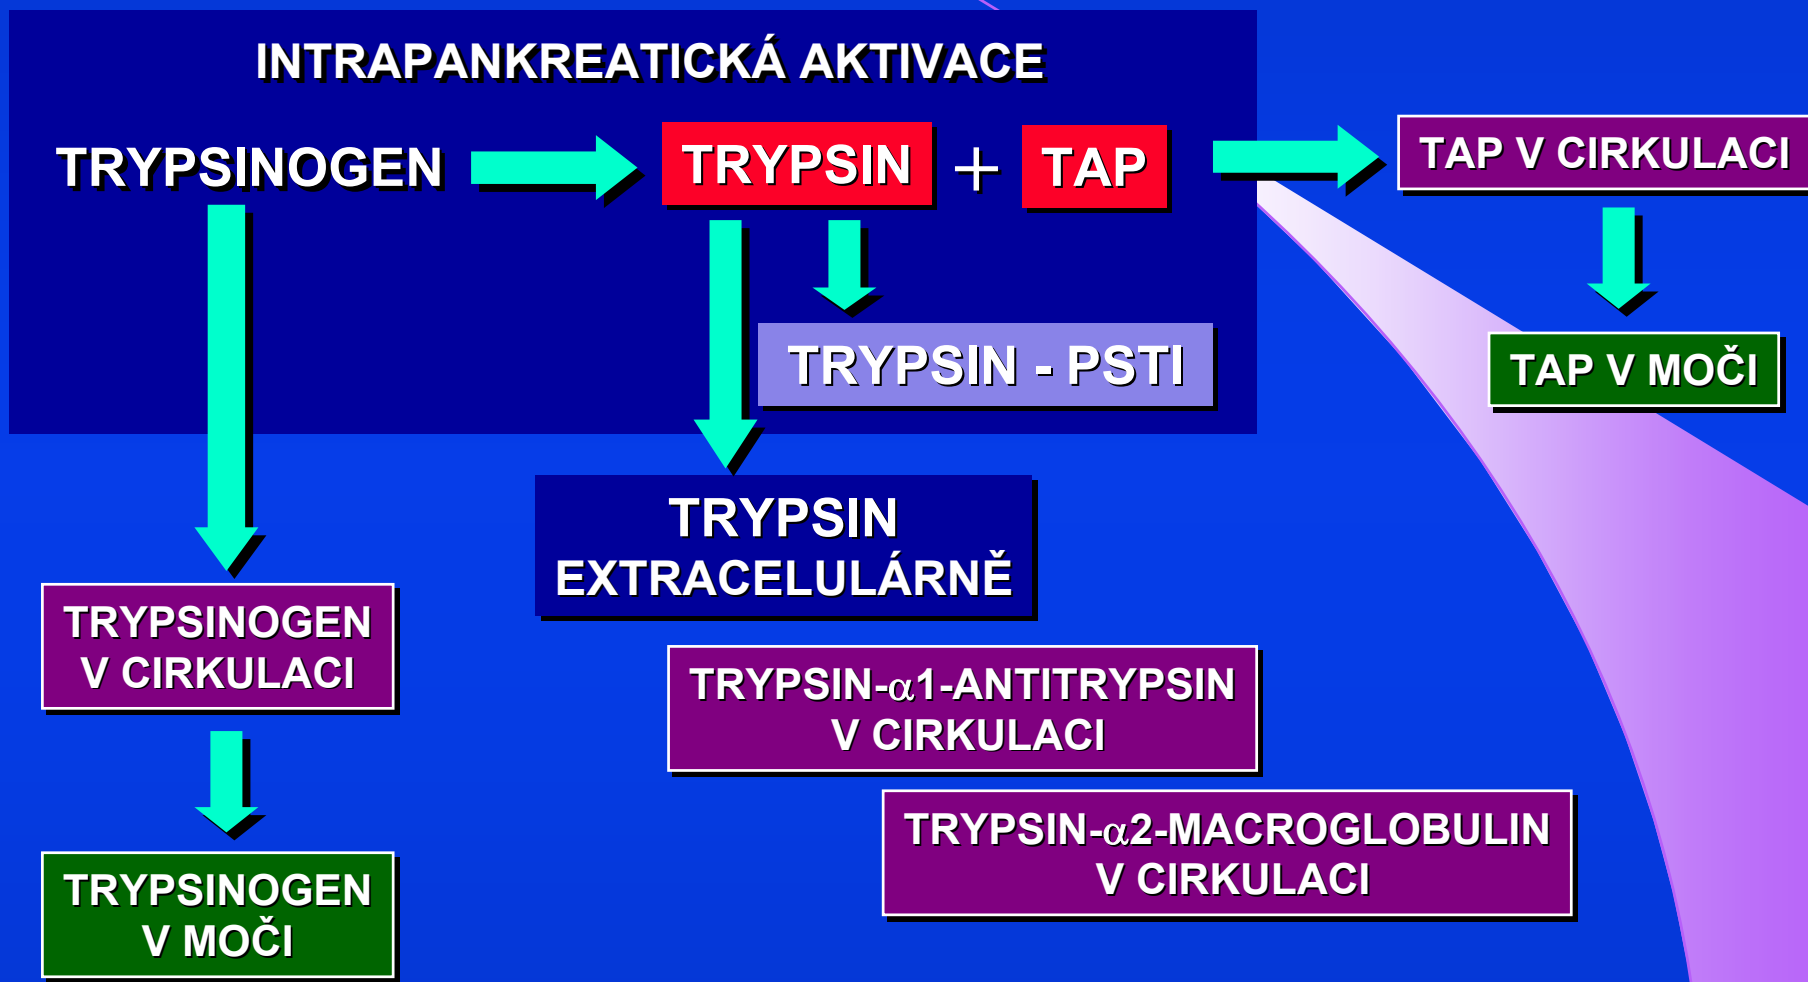 INTRAPANKREATICKÁ AKTIVACE
TRYPSINOGEN
TRYPSIN
+
TAP
TAP V CIRKULACI
TRYPSIN - PSTI
TAP V MOČI
TRYPSIN
EXTRACELULÁRNĚ
TRYPSINOGEN
V CIRKULACI
TRYPSIN-α1-ANTITRYPSIN
V CIRKULACI
TRYPSIN-α2-MACROGLOBULIN
V CIRKULACI
TRYPSINOGEN
V MOČI